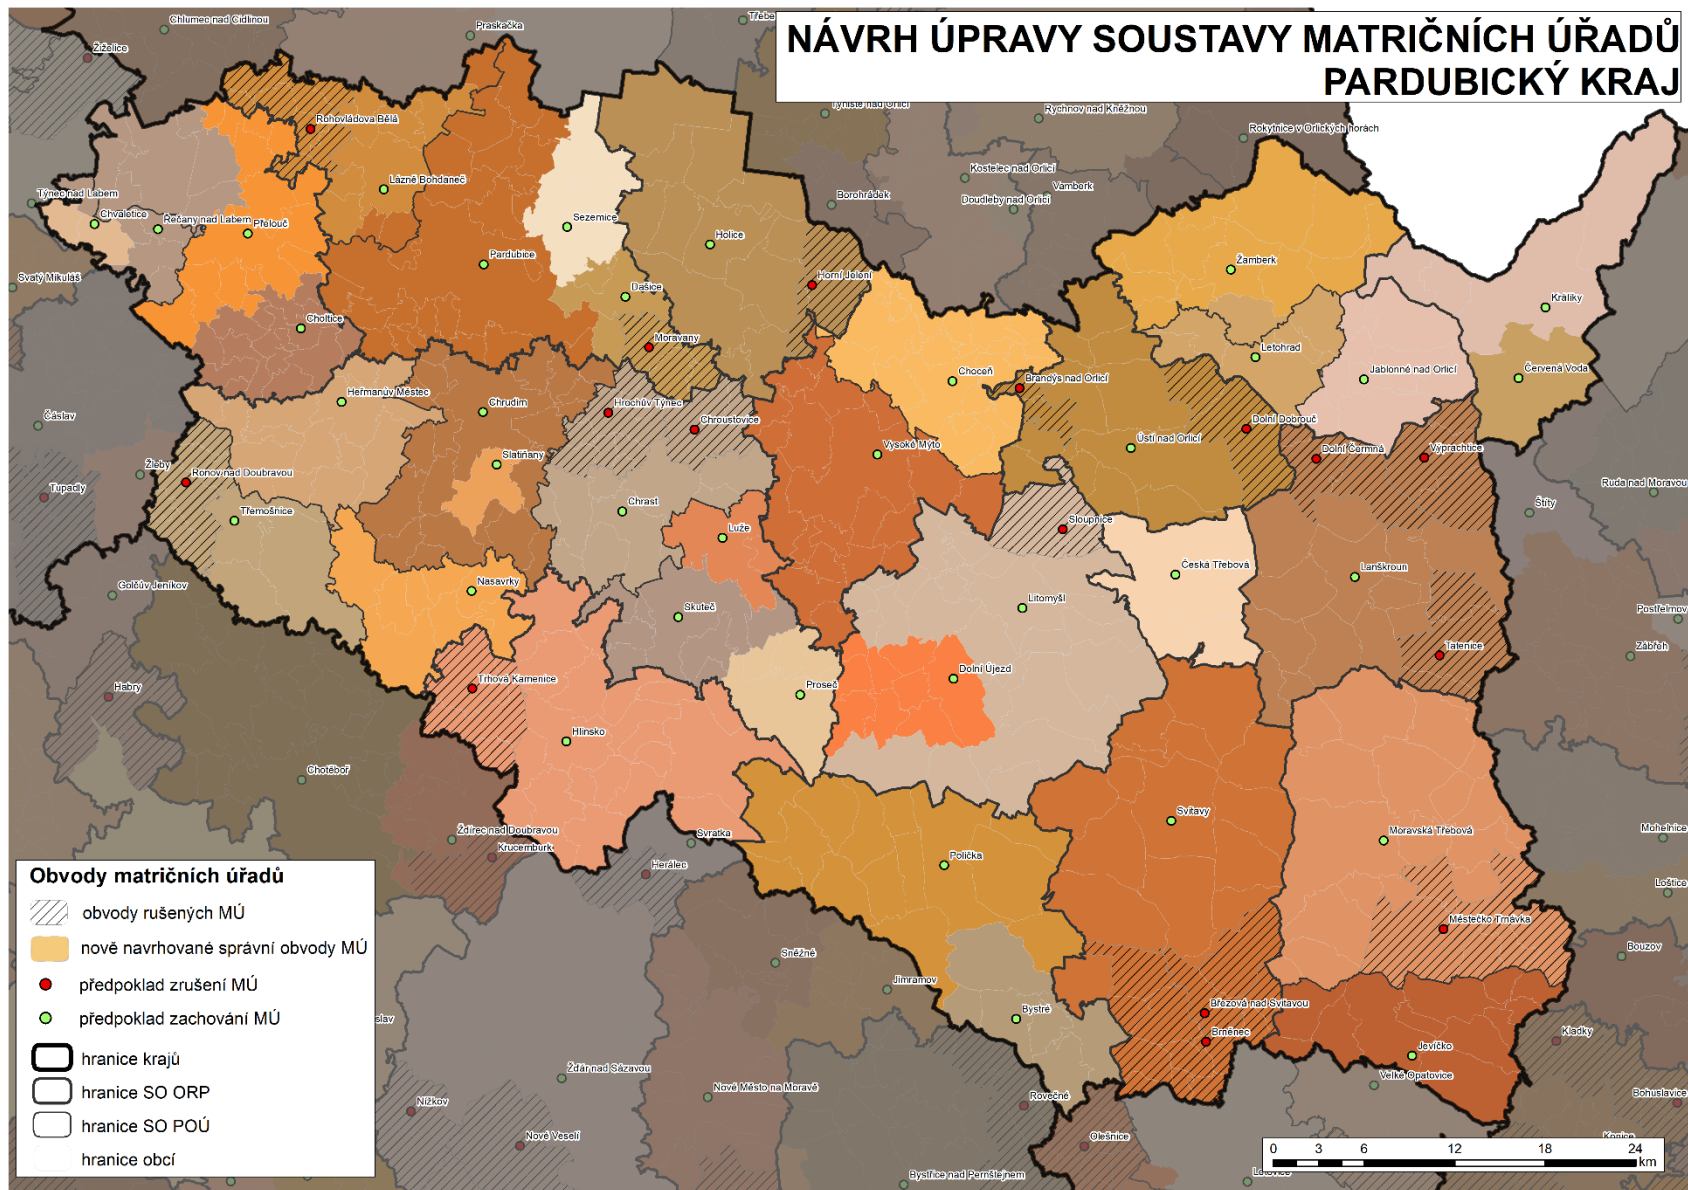 NÁVRH ÚPRAVY SOUSTAVY MATRIČNÍCH ÚŘADŮ
PARDUBICKÝ KRAJ
Chlumec nad Cidlinou
Praskačka
Žiželice
Týniště nad Orlicí
Rychnov nad Kněžnou
Rokytnice v Orlických horách
Rohovládova Bělá
Lázně Bohdaneč
Týnec nad Labem
Chvaletice
Řečany nad Labem
Přelouč
Sezemice
Holice
Borohrádek
Kostelec nad Orlicí
Vamberk
Doudleby nad Orlicí
Svatý Mikuláš
Pardubice
Dašice
Horní Jelení
Žamberk
Králíky
Choltice
Moravany
Choceň
Brandýs nad Orlicí
Letohrad
Jablonné nad Orlicí
Červená Voda
Heřmanův Městec
Chrudim
Hrochův Týnec
Chroustovice
Čáslav
Vysoké Mýto
Ústí nad Orlicí
Dolní Dobrouč
Dolní Čermná
Výprachtice
Žleby
Ronov nad Doubravou
Slatiňany
Tupadly
Třemošnice
Chrast
Luže
Sloupnice
Štíty
Ruda nad Moravou
Golčův Jeníkov
Nasavrky
Skuteč
Litomyšl
Česká Třebová
Lanškroun
Postřelmov
Zábřeh
Tatenice
Habry
Trhová Kamenice
Proseč
Dolní Újezd
Hlinsko
Chotěboř
Ždírec nad Doubravou
Krucemburk
Svratka
Herálec
Polička
Svitavy
Moravská Třebová
Mohelnice
Loštice
Městečko Trnávka
Bouzov
Sněžné
Jimramov
Bystré
Březová nad Svitavou
Brněnec
Jevíčko
Kladky
Velké Opatovice
Žďár nad Sázavou
Nové Město na Moravě
Rovečné
Nížkov
Nové Veselí
Olešnice
Bohuslavice
Bystřice nad Pernštejnem
Obvody matričních úřadů
obvody rušených MÚ
nově navrhované správní obvody MÚ
předpoklad zrušení MÚ
předpoklad zachování MÚ
hranice krajů
hranice SO ORP
hranice SO POÚ
hranice obcí
0 3 6 12 18 24
km